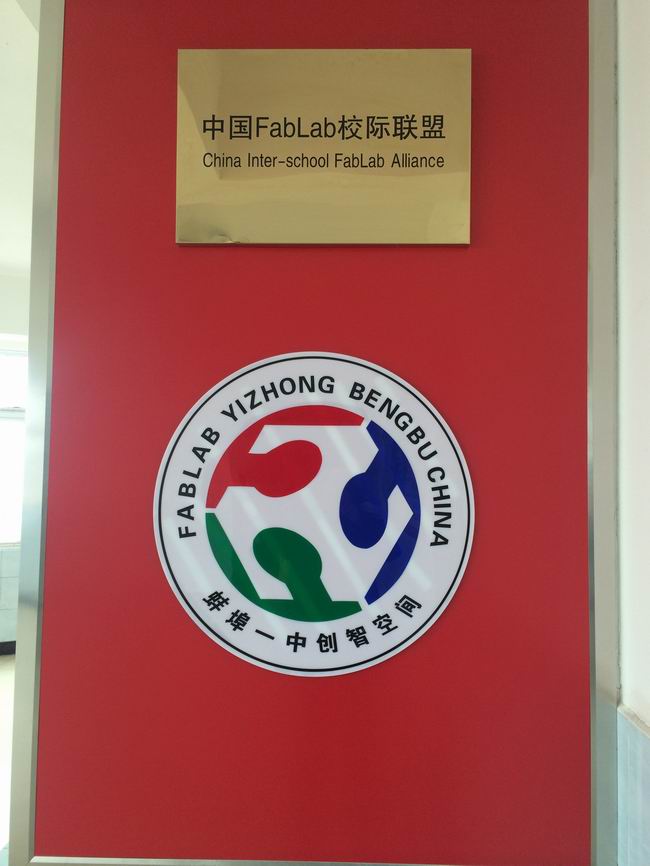 中国FabLab校际联盟
China Inter-school FabLab Alliance
FABLAB YIZHONG BENGBU CHINA
蚌埠一中创智空间